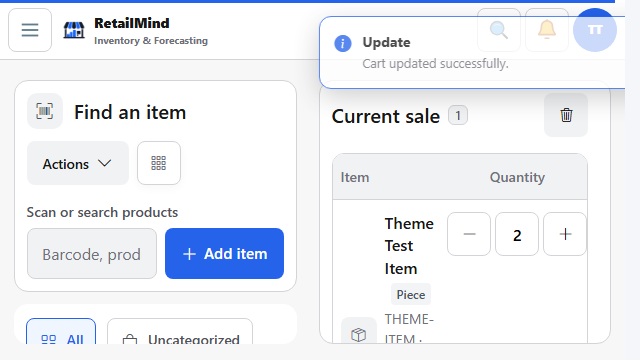 RetailMind
Inventory & Forecasting
TT
Update
Cart updated successfully.
Find an item
Actions
Scan or search products
Barcode, prod
Add item
All
Uncategorized
Current sale
1
Item
Quantity
Theme
Test
Item
2
Piece
THEME-
ITEM ·